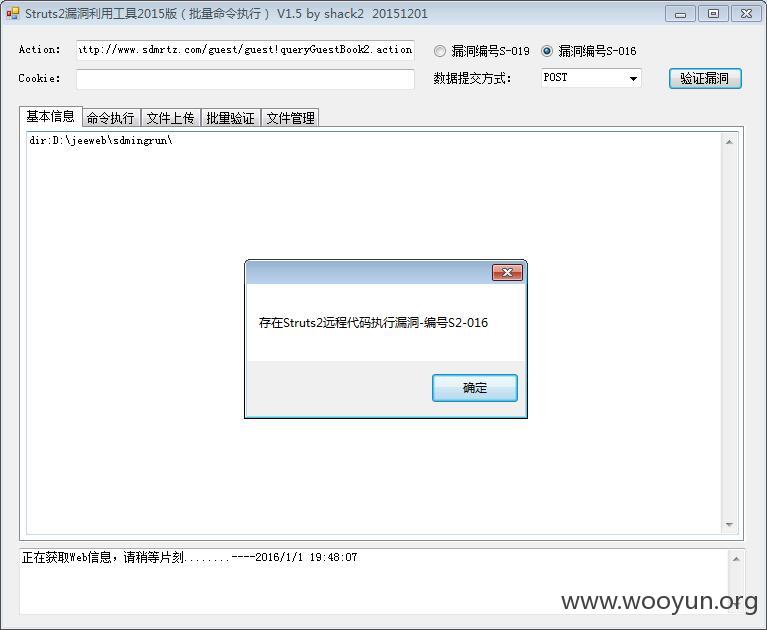 Struts2漏洞利用工具2015版（批量命令执行） V1.5 by shack2 20151201
Action: http://www.sdmrtz.com/guest/guest!queryGuestBook2.action 漏洞编号S-019 漏洞编号S-016
Cookie: 数据提交方式: POST 验证漏洞
基本信息 命令执行 文件上传 批量验证 文件管理
dir:D:\jeeweb\sdmingrun\
存在Struts2远程代码执行漏洞-编号S2-016
确定
正在获取Web信息，请稍等片刻........----2016/1/1 19:48:07
www.wooyun.org